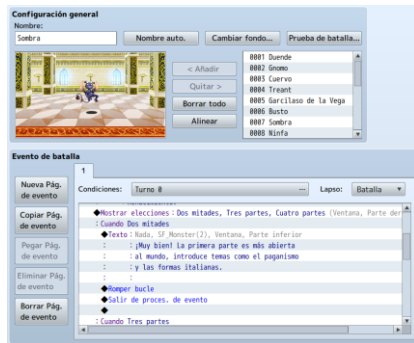 Configuración general
Nombre:
Sombra
Nombre auto.
Cambiar fondo...
Prueba de batalla...
< Añadir
Quitar >
Borrar todo
Alinear
0001 Duende
0002 Gnomo
0003 Cuervo
0004 Treant
0005 Garcilaso de la Vega
0006 Busto
0007 Sombra
0008 Ninfa
Evento de batalla
1
Nueva Pág. de evento
Copiar Pág. de evento
Pegar Pág. de evento
Eliminar Pág. de evento
Borrar Pág. de evento
Condiciones: Turno 0 ...
Lapso: Batalla
◆Mostrar elecciones : Dos mitades, Tres partes, Cuatro partes (Ventana, Parte der
: Cuando Dos mitades
◆Texto : Nada, SF_Monster(2), Ventana, Parte inferior
: : ¡Muy bien! La primera parte es más abierta
: : al mundo, introduce temas como el paganismo
: : y las formas italianas.
: :
◆Romper bucle
◆Salir de proces. de evento
◆
: Cuando Tres partes